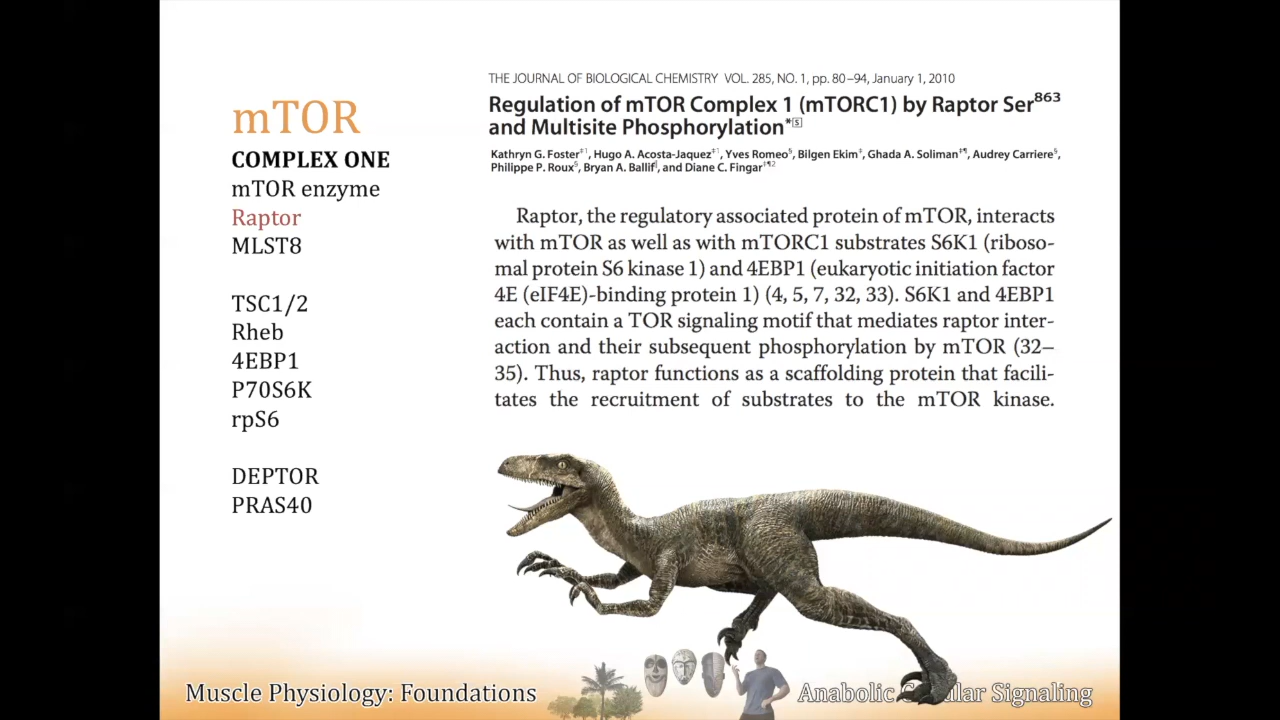 mTOR
COMPLEX ONE
mTOR enzyme
Raptor
MLST8
TSC1/2
Rheb
4EBP1
P70S6K
rpS6
DEPTOR
PRAS40
THE JOURNAL OF BIOLOGICAL CHEMISTRY VOL. 285, NO. 1, pp. 80–94, January 1, 2010
Regulation of mTOR Complex 1 (mTORC1) by Raptor Ser863
and Multisite Phosphorylation*[S]
Kathryn G. Foster‡1, Hugo A. Acosta-Jaquez‡1, Yves Romeo§, Bilgen Ekim‡, Ghada A. Soliman‡¶, Audrey Carriere§,
Philippe P. Roux§, Bryan A. Ballif‖, and Diane C. Fingar‡¶2
Raptor, the regulatory associated protein of mTOR, interacts
with mTOR as well as with mTORC1 substrates S6K1 (riboso-
mal protein S6 kinase 1) and 4EBP1 (eukaryotic initiation factor
4E (eIF4E)-binding protein 1) (4, 5, 7, 32, 33). S6K1 and 4EBP1
each contain a TOR signaling motif that mediates raptor inter-
action and their subsequent phosphorylation by mTOR (32–
35). Thus, raptor functions as a scaffolding protein that facili-
tates the recruitment of substrates to the mTOR kinase.
Muscle Physiology: Foundations
Anabolic Cellular Signaling